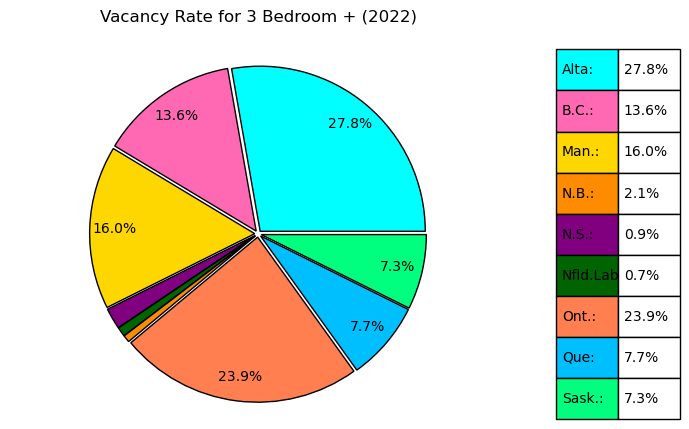 Vacancy Rate for 3 Bedroom + (2022)
27.8%
13.6%
16.0%
23.9%
7.7%
7.3%
Alta: 27.8%
B.C.: 13.6%
Man.: 16.0%
N.B.: 2.1%
N.S.: 0.9%
Nfld.Lab 0.7%
Ont.: 23.9%
Que: 7.7%
Sask.: 7.3%